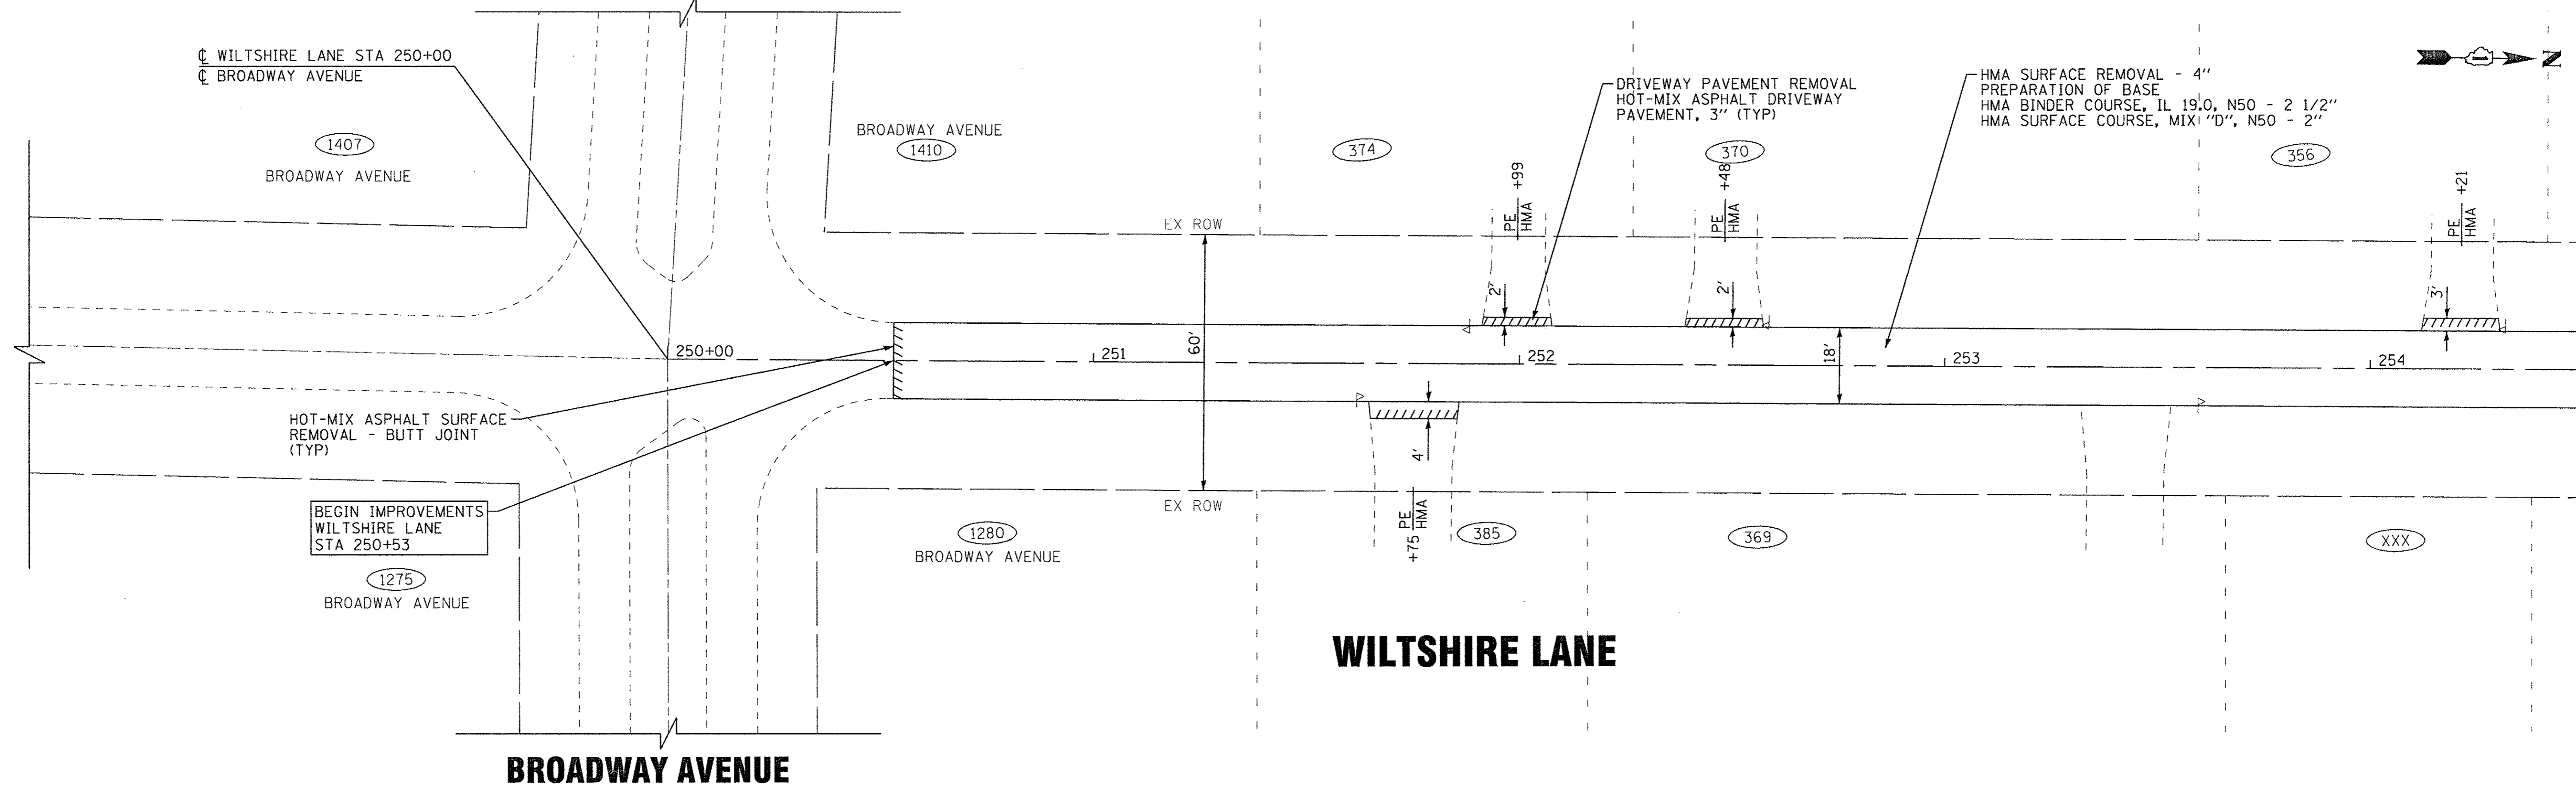 ℄ WILTSHIRE LANE STA 250+00
℄ BROADWAY AVENUE
1407
BROADWAY AVENUE
BROADWAY AVENUE
1410
374
DRIVEWAY PAVEMENT REMOVAL
HOT-MIX ASPHALT DRIVEWAY
PAVEMENT, 3" (TYP)
370
HMA SURFACE REMOVAL - 4"
PREPARATION OF BASE
HMA BINDER COURSE, IL 19.0, N50 - 2 1/2"
HMA SURFACE COURSE, MIX "D", N50 - 2"
356
N
EX ROW
PE +99
HMA
PE +48
HMA
PE +21
HMA
2'
2'
3'
250+00
251
60'
252
18'
253
254
HOT-MIX ASPHALT SURFACE
REMOVAL - BUTT JOINT
(TYP)
4'
BEGIN IMPROVEMENTS
WILTSHIRE LANE
STA 250+53
EX ROW
1280
BROADWAY AVENUE
+75 PE
HMA
385
369
XXX
1275
BROADWAY AVENUE
WILTSHIRE LANE
BROADWAY AVENUE